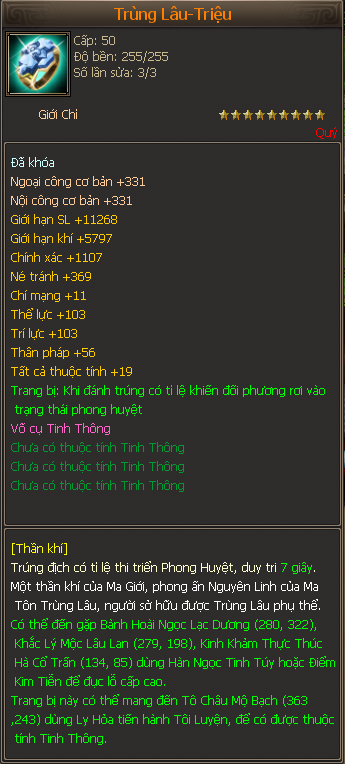 Trùng Lâu-Triệu
Cấp: 50
Độ bền: 255/255
Số lần sửa: 3/3
Giới Chỉ
Quý
Đã khóa
Ngoại công cơ bản +331
Nội công cơ bản +331
Giới hạn SL +11268
Giới hạn khí +5797
Chính xác +1107
Né tránh +369
Chí mạng +11
Thể lực +103
Trí lực +103
Thân pháp +56
Tất cả thuộc tính +19
Trang bị: Khi đánh trúng có tỉ lệ khiến đối phương rơi vào
trạng thái phong huyệt
Võ cụ Tinh Thông
Chưa có thuộc tính Tinh Thông
Chưa có thuộc tính Tinh Thông
Chưa có thuộc tính Tinh Thông
[Thần khí]
Trúng địch có tỉ lệ thi triển Phong Huyệt, duy trì 7 giây.
Một thần khí của Ma Giới, phong ấn Nguyên Linh của Ma
Tôn Trùng Lâu, người sở hữu được Trùng Lâu phụ thể.
Có thể đến gặp Bành Hoài Ngọc Lạc Dương (280, 322),
Khắc Lý Mộc Lâu Lan (279, 198), Kinh Khảm Thực Thúc
Hà Cổ Trấn (134, 85) dùng Hàn Ngọc Tinh Túy hoặc Điểm
Kim Tiễn để đục lỗ cấp cao.
Trang bị này có thể mang đến Tô Châu Mộ Bạch (363
,243) dùng Ly Hỏa tiến hành Tôi Luyện, để có được thuộc
tính Tinh Thông.